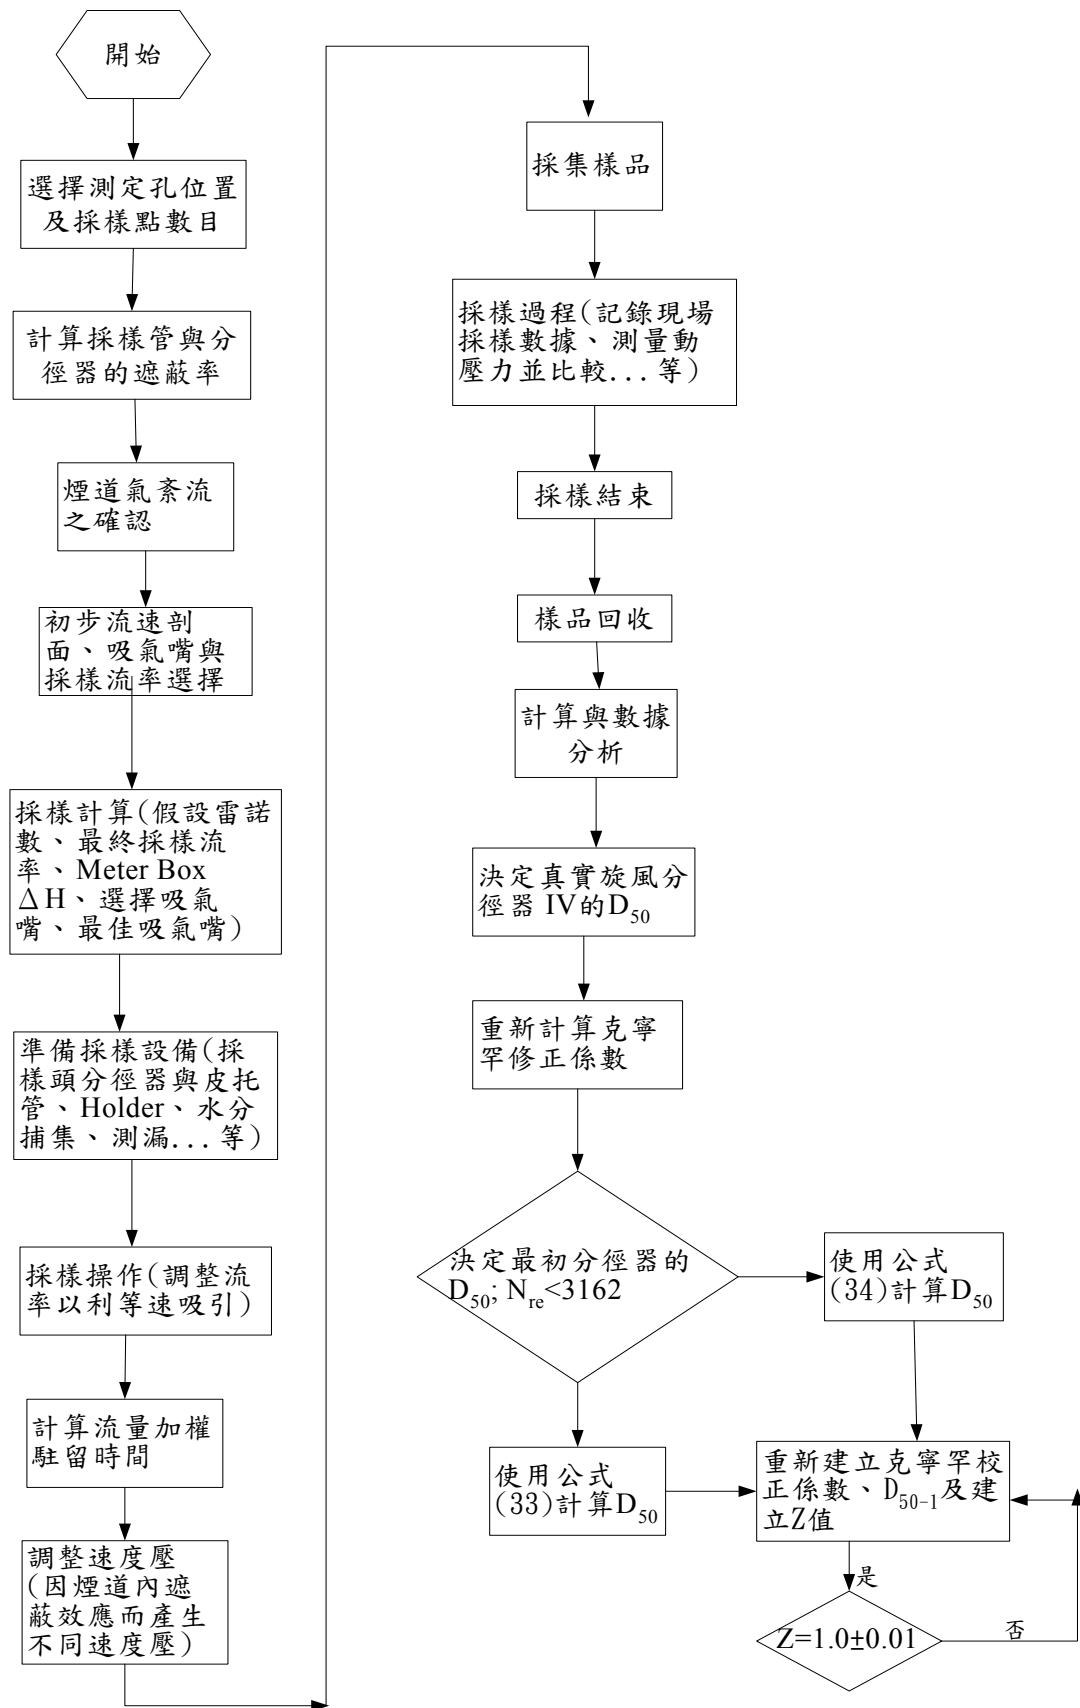 開始
選擇測定孔位置
及採樣點數目
計算採樣管與分
徑器的遮蔽率
煙道氣紊流
之確認
初步流速剖
面、吸氣嘴與
採樣流率選擇
採樣計算(假設雷諾
數、最終採樣流
率、Meter Box
ΔH、選擇吸氣
嘴、最佳吸氣嘴)
準備採樣設備(採
樣頭分徑器與皮托
管、Holder、水分
捕集、測漏...等)
採樣操作(調整流
率以利等速吸引)
計算流量加權
駐留時間
調整速度壓
(因煙道內遮
蔽效應而產生
不同速度壓)
採集樣品
採樣過程(記錄現場
採樣數據、測量動
壓力並比較...等)
採樣結束
樣品回收
計算與數據
分析
決定真實旋風分
徑器 IV的D50
重新計算克寧
罕修正係數
決定最初分徑器的
D50; Nre<3162
使用公式
(34)計算D50
使用公式
(33)計算D50
重新建立克寧罕校
正係數、D50-1及建
立Z值
是
Z=1.0±0.01
否